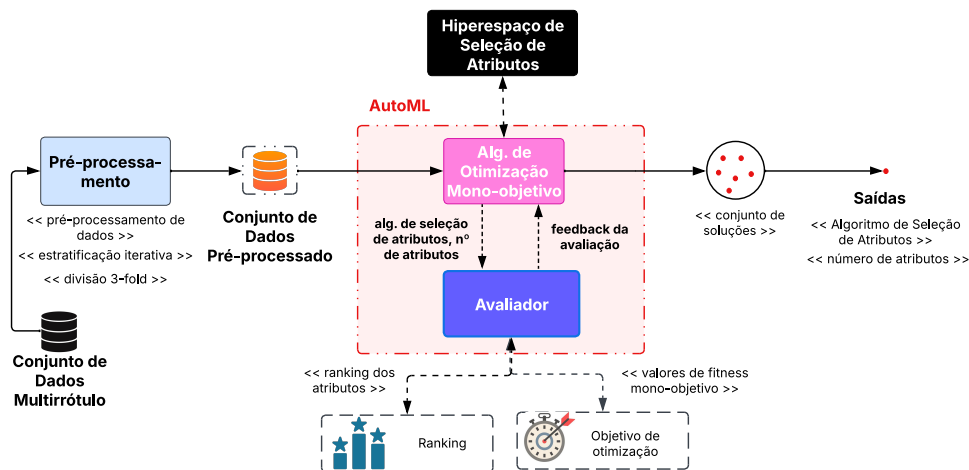 Hiperespaço de
Seleção de
Atributos
AutoML
Pré-processa-
mento
Alg. de
Otimização
Mono-objetivo
<< pré-processamento de
dados >>
<< estratificação iterativa >>
<< divisão 3-fold >>
Conjunto de
Dados
Pré-processado
alg. de seleção
de atributos, nº
de atributos
feedback da
avaliação
<< conjunto de
soluções >>
Saídas
<< Algoritmo de Seleção
de Atributos >>
<< número de atributos >>
Avaliador
Conjunto de
Dados
Multirrótulo
<< ranking dos
atributos >>
<< valores de fitness
mono-objetivo >>
Ranking
Objetivo de
otimização